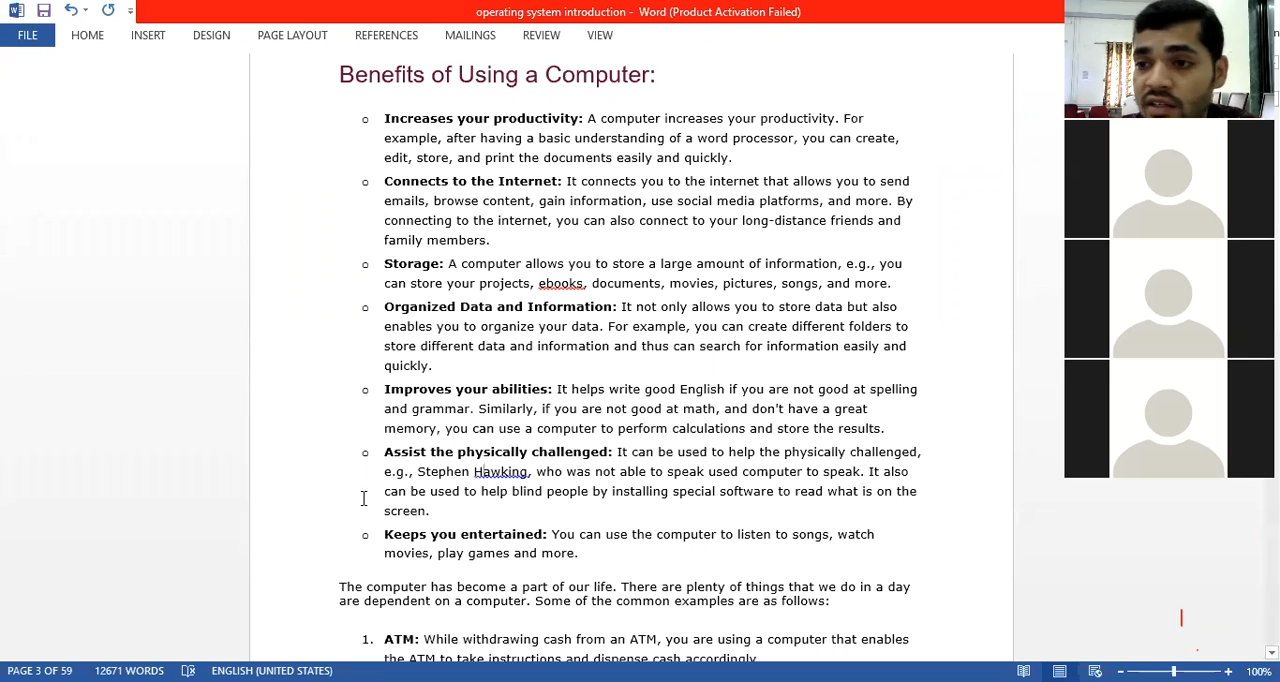 operating system introduction - Word (Product Activation Failed)
FILE HOME INSERT DESIGN PAGE LAYOUT REFERENCES MAILINGS REVIEW VIEW
Benefits of Using a Computer:
o Increases your productivity: A computer increases your productivity. For
example, after having a basic understanding of a word processor, you can create,
edit, store, and print the documents easily and quickly.
o Connects to the Internet: It connects you to the internet that allows you to send
emails, browse content, gain information, use social media platforms, and more. By
connecting to the internet, you can also connect to your long-distance friends and
family members.
o Storage: A computer allows you to store a large amount of information, e.g., you
can store your projects, ebooks, documents, movies, pictures, songs, and more.
o Organized Data and Information: It not only allows you to store data but also
enables you to organize your data. For example, you can create different folders to
store different data and information and thus can search for information easily and
quickly.
o Improves your abilities: It helps write good English if you are not good at spelling
and grammar. Similarly, if you are not good at math, and don't have a great
memory, you can use a computer to perform calculations and store the results.
o Assist the physically challenged: It can be used to help the physically challenged,
e.g., Stephen Hawking, who was not able to speak used computer to speak. It also
can be used to help blind people by installing special software to read what is on the
screen.
o Keeps you entertained: You can use the computer to listen to songs, watch
movies, play games and more.
The computer has become a part of our life. There are plenty of things that we do in a day
are dependent on a computer. Some of the common examples are as follows:
1. ATM: While withdrawing cash from an ATM, you are using a computer that enables
the ATM to take instructions and dispense cash accordingly.
PAGE 3 OF 59 12671 WORDS ENGLISH (UNITED STATES) 100%